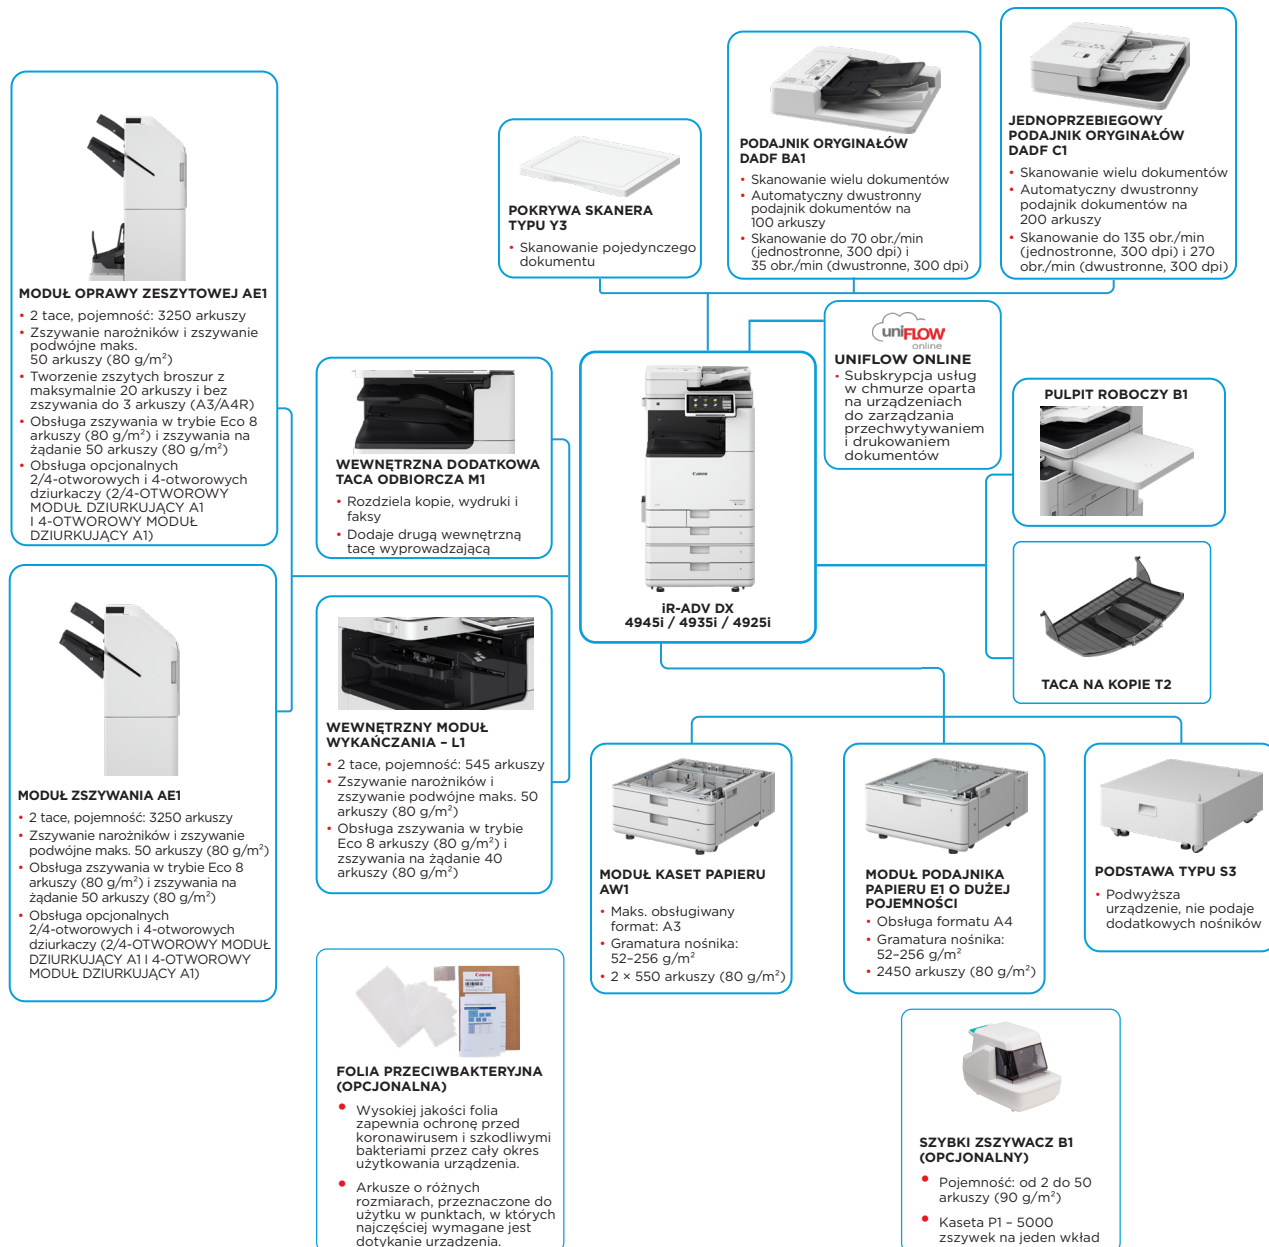 MODUŁ OPRAWY ZESZYTOWEJ AE1
• 2 tace, pojemność: 3250 arkuszy
• Zszywanie narożników i zszywanie
podwójne maks.
50 arkuszy (80 g/m²)
• Tworzenie zszytych broszur z
maksymalnie 20 arkuszy i bez
zszywania do 3 arkuszy (A3/A4R)
• Obsługa zszywania w trybie Eco 8
arkuszy (80 g/m²) i zszywania na
żądanie 50 arkuszy (80 g/m²)
• Obsługa opcjonalnych
2/4-otworowych i 4-otworowych
dziurkaczy (2/4-OTWOROWY
MODUŁ DZIURKUJĄCY A1
I 4-OTWOROWY MODUŁ
DZIURKUJĄCY A1)
MODUŁ ZSZYWANIA AE1
• 2 tace, pojemność: 3250 arkuszy
• Zszywanie narożników i zszywanie
podwójne maks. 50 arkuszy (80 g/m²)
• Obsługa zszywania w trybie Eco 8
arkuszy (80 g/m²) i zszywania na
żądanie 50 arkuszy (80 g/m²)
• Obsługa opcjonalnych
2/4-otworowych i 4-otworowych
dziurkaczy (2/4-OTWOROWY MODUŁ
DZIURKUJĄCY A1 I 4-OTWOROWY
MODUŁ DZIURKUJĄCY A1)
WEWNĘTRZNA DODATKOWA
TACA ODBIORCZA M1
• Rozdziela kopie, wydruki i
faksy
• Dodaje drugą wewnętrzną
tacę wyprowadzającą
WEWNĘTRZNY MODUŁ
WYKAŃCZANIA – L1
• 2 tace, pojemność: 545 arkuszy
• Zszywanie narożników i
zszywanie podwójne maks. 50
arkuszy (80 g/m²)
• Obsługa zszywania w trybie
Eco 8 arkuszy (80 g/m²) i
zszywania na żądanie 40
arkuszy (80 g/m²)
Canon
FOLIA PRZECIWBAKTERYJNA
(OPCJONALNA)
• Wysokiej jakości folia
zapewnia ochronę przed
koronawirusem i szkodliwymi
bakteriami przez cały okres
użytkowania urządzenia.
• Arkusze o różnych
rozmiarach, przeznaczone do
użytku w punktach, w których
najczęściej wymagane jest
dotykanie urządzenia.
POKRYWA SKANERA
TYPU Y3
• Skanowanie pojedynczego
dokumentu
PODAJNIK ORYGINAŁÓW
DADF BA1
• Skanowanie wielu dokumentów
• Automatyczny dwustronny
podajnik dokumentów na
100 arkuszy
• Skanowanie do 70 obr./min
(jednostronne, 300 dpi) i
35 obr./min (dwustronne, 300 dpi)
JEDNOPRZEBIEGOWY
PODAJNIK ORYGINAŁÓW
DADF C1
• Skanowanie wielu dokumentów
• Automatyczny dwustronny
podajnik dokumentów na
200 arkuszy
• Skanowanie do 135 obr./min
(jednostronne, 300 dpi) i 270
obr./min (dwustronne, 300 dpi)
uniFLOW
online
UNIFLOW ONLINE
• Subskrypcja usług
w chmurze oparta
na urządzeniach
do zarządzania
przechwytywaniem
i drukowaniem
dokumentów
Canon
iR-ADV DX
4945i / 4935i / 4925i
PULPIT ROBOCZY B1
TACA NA KOPIE T2
MODUŁ KASET PAPIERU
AW1
• Maks. obsługiwany
format: A3
• Gramatura nośnika:
52–256 g/m²
• 2 × 550 arkuszy (80 g/m²)
MODUŁ PODAJNIKA
PAPIERU E1 O DUŻEJ
POJEMNOŚCI
• Obsługa formatu A4
• Gramatura nośnika:
52–256 g/m²
• 2450 arkuszy (80 g/m²)
PODSTAWA TYPU S3
• Podwyższa
urządzenie, nie podaje
dodatkowych nośników
SZYBKI ZSZYWACZ B1
(OPCJONALNY)
• Pojemność: od 2 do 50
arkuszy (90 g/m²)
• Kaseta P1 – 5000
zszywek na jeden wkład